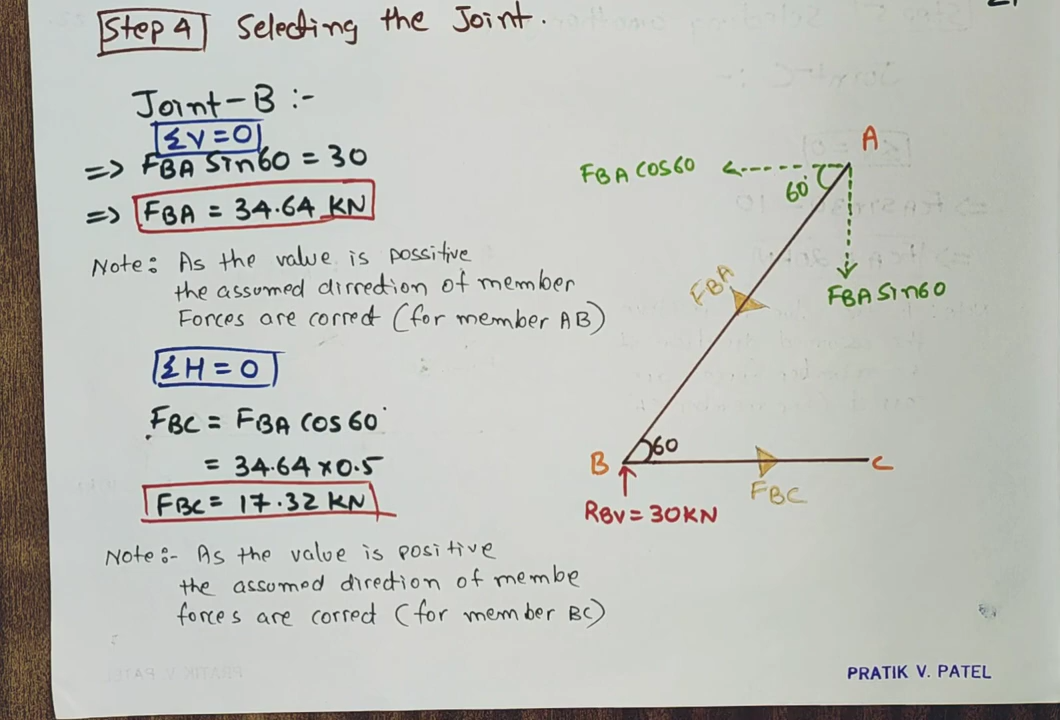 Step 4 Selecting the Joint.
Joint-B :-
ΣV=0
=> FBA Sin60 = 30
=> FBA = 34.64 KN
Note: As the value is possitive
the assumed dirrection of member
Forces are correct (for member AB)
ΣH = 0
FBC = FBA COS 60°
= 34.64 x 0.5
FBC = 17.32 KN
Note:- As the value is positive
the assumed direction of membe
forces are correct (for member BC)
A
FBA COS60
60°
FBA
FBA Sin60
60
B
C
FBC
RBV = 30KN
PRATIK V. PATEL